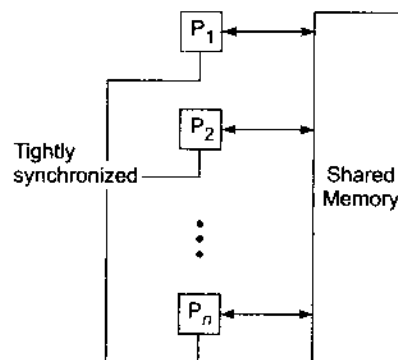 P1
P2
Tightly
synchronized
Shared
Memory
Pn